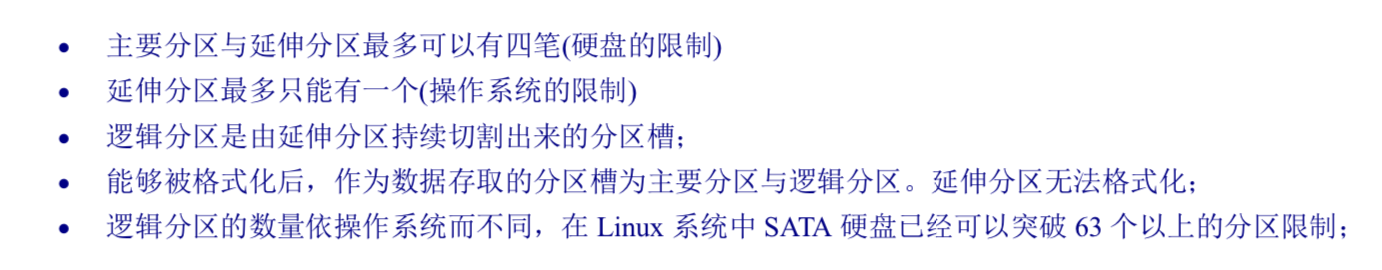 • 主要分区与延伸分区最多可以有四笔(硬盘的限制)
• 延伸分区最多只能有一个(操作系统的限制)
• 逻辑分区是由延伸分区持续切割出来的分区槽；
• 能够被格式化后，作为数据存取的分区槽为主要分区与逻辑分区。延伸分区无法格式化；
• 逻辑分区的数量依操作系统而不同，在 Linux 系统中 SATA 硬盘已经可以突破 63 个以上的分区限制；